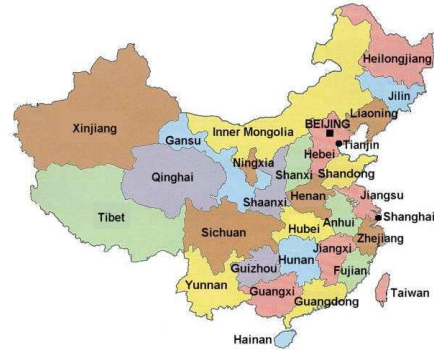 Heilongjiang
Jilin
Liaoning
Xinjiang
Inner Mongolia
BEIJING
Gansu
Tianjin
Hebei
Ningxia
Shanxi
Shandong
Qinghai
Shaanxi
Henan
Jiangsu
Tibet
Anhui
Shanghai
Sichuan
Hubei
Zhejiang
Hunan
Jiangxi
Guizhou
Fujian
Yunnan
Guangxi
Guangdong
Taiwan
Hainan